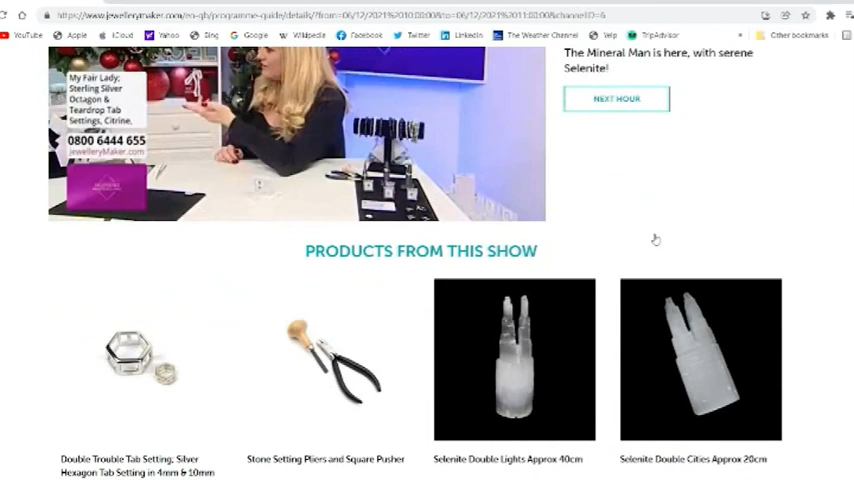 https://www.jewellerymaker.com/en-gb/programme-guide/details/?from=06/12/2021%2010:00:00&to=06/12/2021%2011:00:00&channelID=6
YouTube Apple iCloud Yahoo Bing Google Wikipedia Facebook Twitter LinkedIn The Weather Channel Yelp TripAdvisor » Other bookmarks
The Mineral Man is here, with serene
Selenite!
NEXT HOUR
My Fair Lady;
Sterling Silver
Octagon &
Teardrop Tab
Settings, Citrine,
0800 6444 655
JewelleryMaker.com
PRODUCTS FROM THIS SHOW
Double Trouble Tab Setting, Silver
Hexagon Tab Setting in 4mm & 10mm
Stone Setting Pliers and Square Pusher
Selenite Double Lights Approx 40cm
Selenite Double Cities Approx 20cm